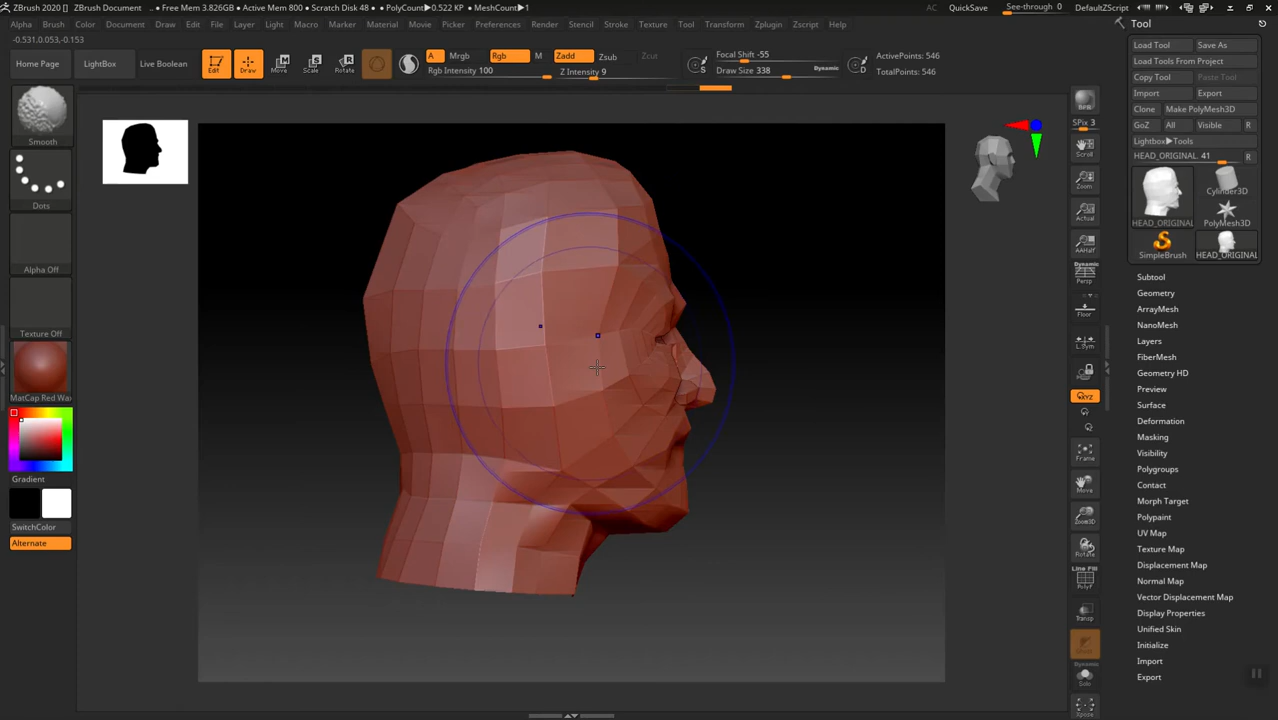 ZBrush 2020 [] ZBrush Document .. • Free Mem 3.826GB • Active Mem 800 • Scratch Disk 48 • PolyCount▶0.522 KP • MeshCount▶1 AC QuickSave See-through 0 DefaultZScript
Alpha Brush Color Document Draw Edit File Layer Light Macro Marker Material Movie Picker Preferences Render Stencil Stroke Texture Tool Transform Zplugin Zscript Help
-0.531,0.053,-0.153
Home Page LightBox Live Boolean Edit Draw Move Scale Rotate
A Mrgb Rgb M Zadd Zsub Zcut
Rgb Intensity 100 Z Intensity 9
Focal Shift -55
Draw Size 338 Dynamic
S D
ActivePoints: 546
TotalPoints: 546
Smooth
Dots
Alpha Off
Texture Off
MatCap Red Wax
Gradient
SwitchColor
Alternate
BPR
SPix 3
Scroll
Zoom
Actual
AAHalf
Dynamic
Persp
Floor
L.Sym
XYZ
Frame
Move
Zoom3D
Rotate
Line Fill
PolyF
Transp
Dynamic
Solo
Xpose
Tool
Load Tool Save As
Load Tools From Project
Copy Tool Paste Tool
Import Export
Clone Make PolyMesh3D
GoZ All Visible R
Lightbox▶Tools
HEAD_ORIGINAL. 41 R
HEAD_ORIGINAL Cylinder3D
PolyMesh3D
SimpleBrush HEAD_ORIGINAL
Subtool
Geometry
ArrayMesh
NanoMesh
Layers
FiberMesh
Geometry HD
Preview
Surface
Deformation
Masking
Visibility
Polygroups
Contact
Morph Target
Polypaint
UV Map
Texture Map
Displacement Map
Normal Map
Vector Displacement Map
Display Properties
Unified Skin
Initialize
Import
Export